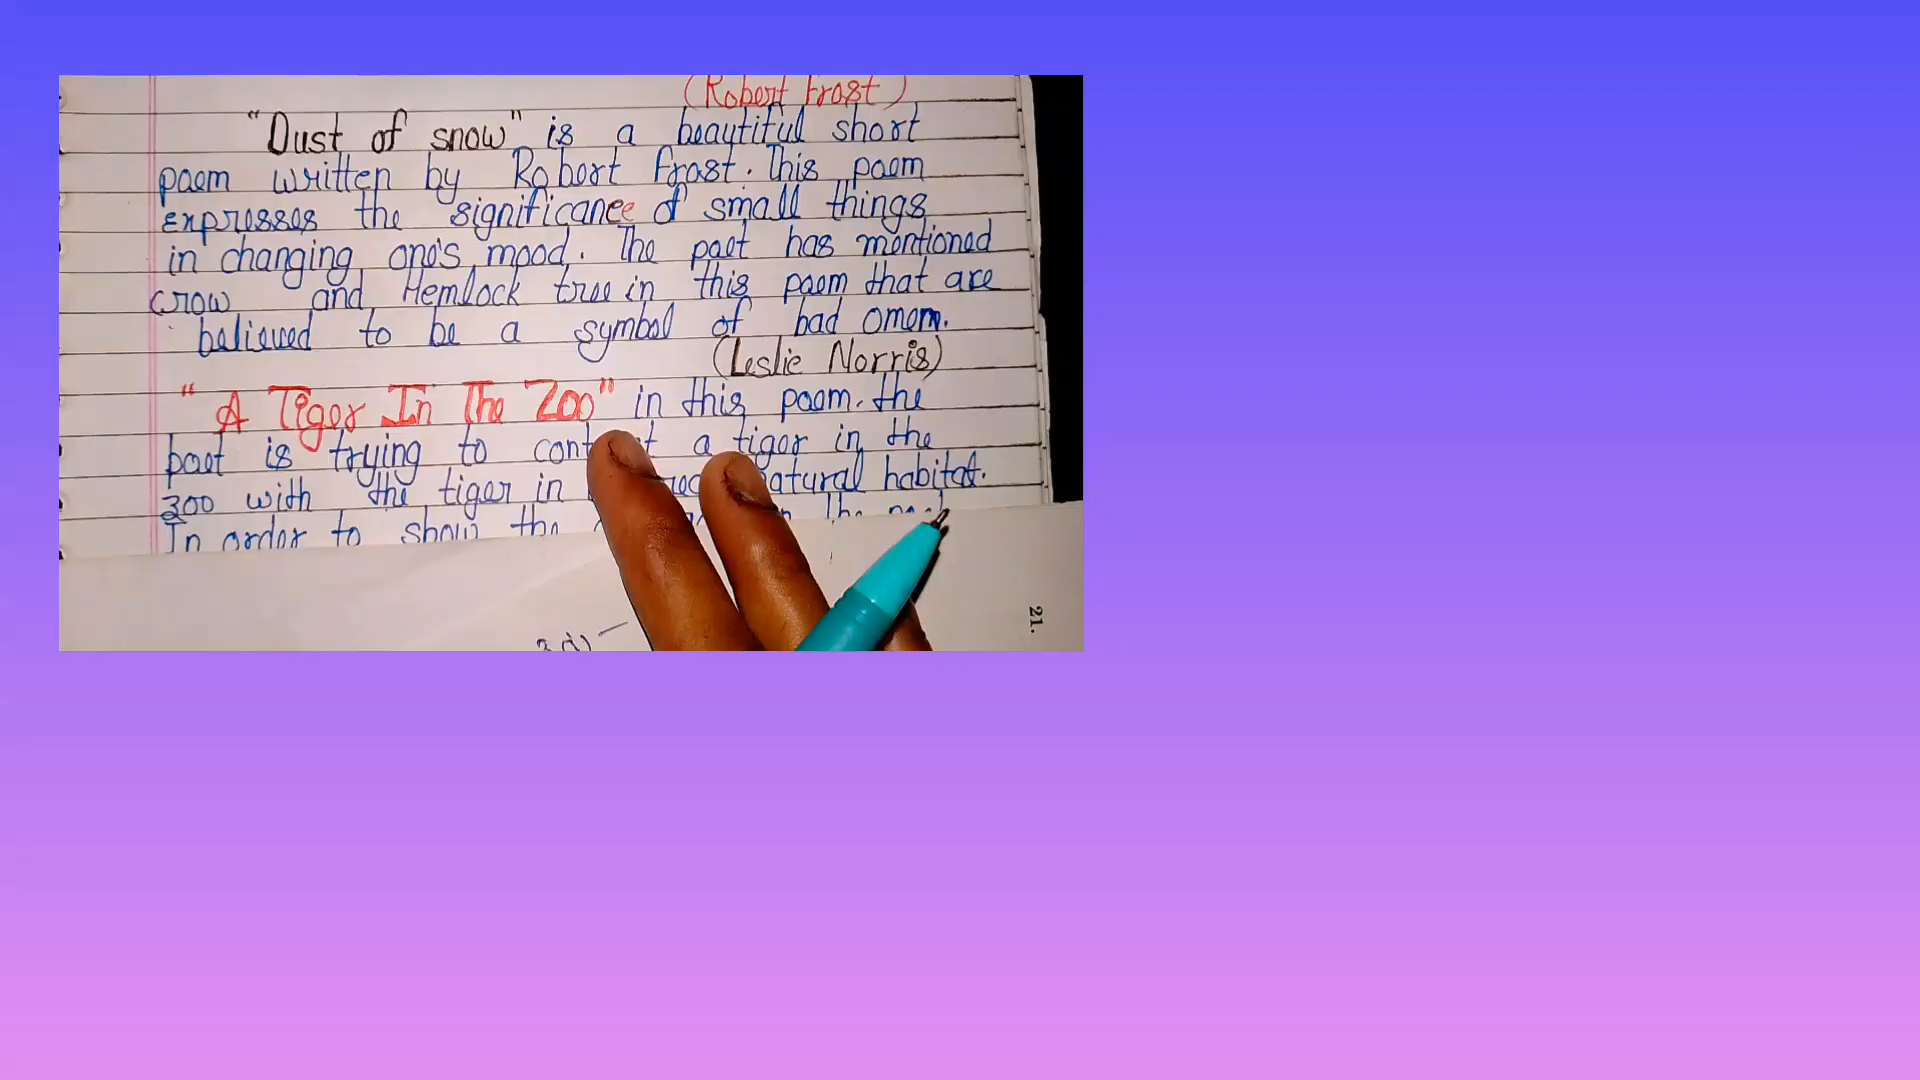 (Robert Frost)
"Dust of snow" is a beautiful short
poem written by Robert Frost. This poem
expresses the significance of small things
in changing one's mood. The poet has mentioned
crow and Hemlock tree in this poem that are
believed to be a symbol of bad omem.
(Leslie Norris)
"A Tiger In The Zoo" in this poem. the
poet is trying to a tiger in the
zoo with the tiger in natural habitat.
In order to show the
21.